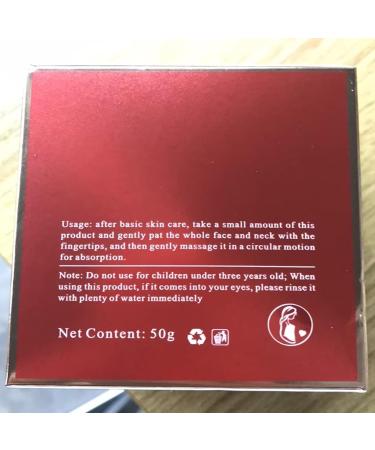 Usage: after basic skin care, take a small amount of this
product and gently pat the whole face and neck with the
fingertips, and then gently massage it in a circular motion
for absorption.
Note: Do not use for children under three years old; When
using this product, if it comes into your eyes, please rinse it
with plenty of water immediately
Net Content: 50g